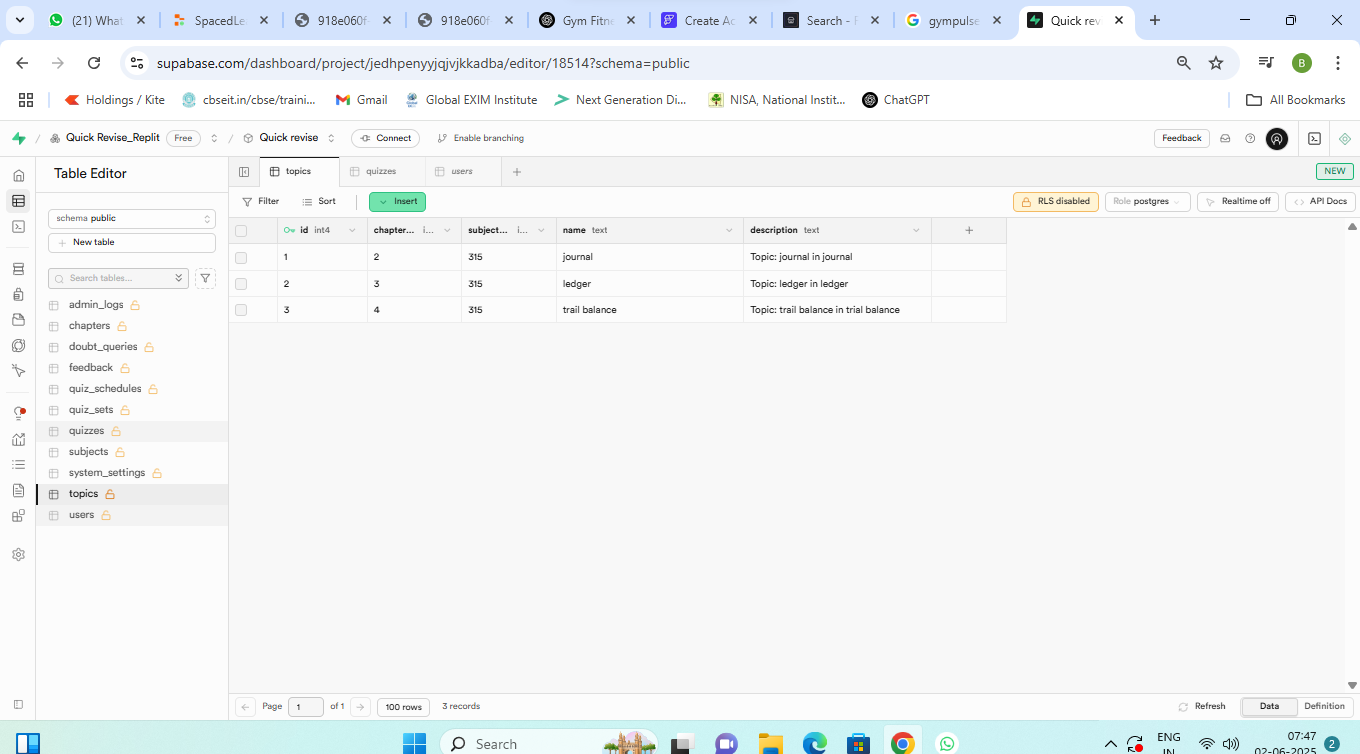 (21) What
SpacedLe
918e060f-
918e060f
Gym Fitn
Create Ac
Search - F
gympulse
Quick rev
supabase.com/dashboard/project/jedhpenyyjqjvjkkadba/editor/18514?schema=public
B
Holdings / Kite
cbseit.in/cbse/traini...
Gmail
Global EXIM Institute
Next Generation Di...
NISA, National Instit...
ChatGPT
All Bookmarks
/ Quick Revise_Replit Free / Quick revise Connect Enable branching
Feedback
Table Editor
topics
quizzes
users
NEW
schema public
Filter
Sort
Insert
RLS disabled
Role postgres
Realtime off
API Docs
New table
id int4
chapter... i...
subject... i...
name text
description text
1 2 315 journal Topic: journal in journal
2 3 315 ledger Topic: ledger in ledger
3 4 315 trail balance Topic: trail balance in trial balance
Search tables...
admin_logs
chapters
doubt_queries
feedback
quiz_schedules
quiz_sets
quizzes
subjects
system_settings
topics
users
Page 1 of 1 100 rows 3 records
Refresh
Data
Definition
Search
ENG
IN
07:47
02-06-2025
2